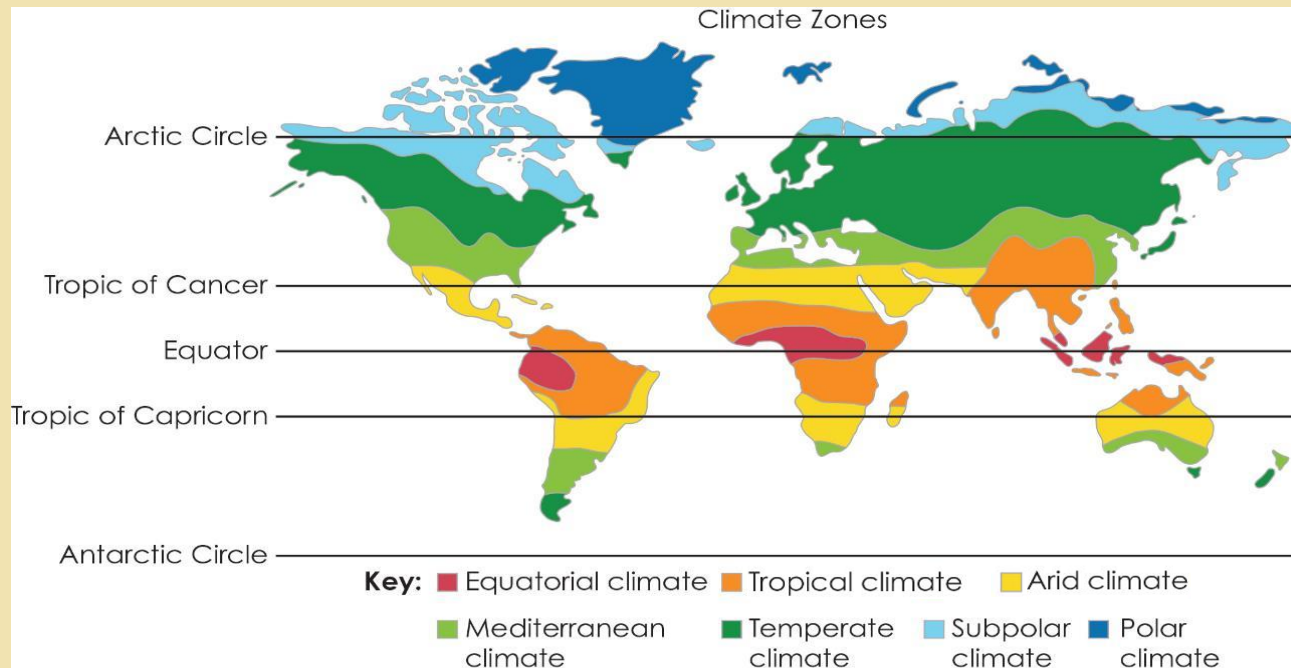 Climate Zones
Arctic Circle
Tropic of Cancer
Equator
Tropic of Capricorn
Antarctic Circle
Key: Equatorial climate Tropical climate Arid climate
Mediterranean climate Temperate climate Subpolar climate Polar climate